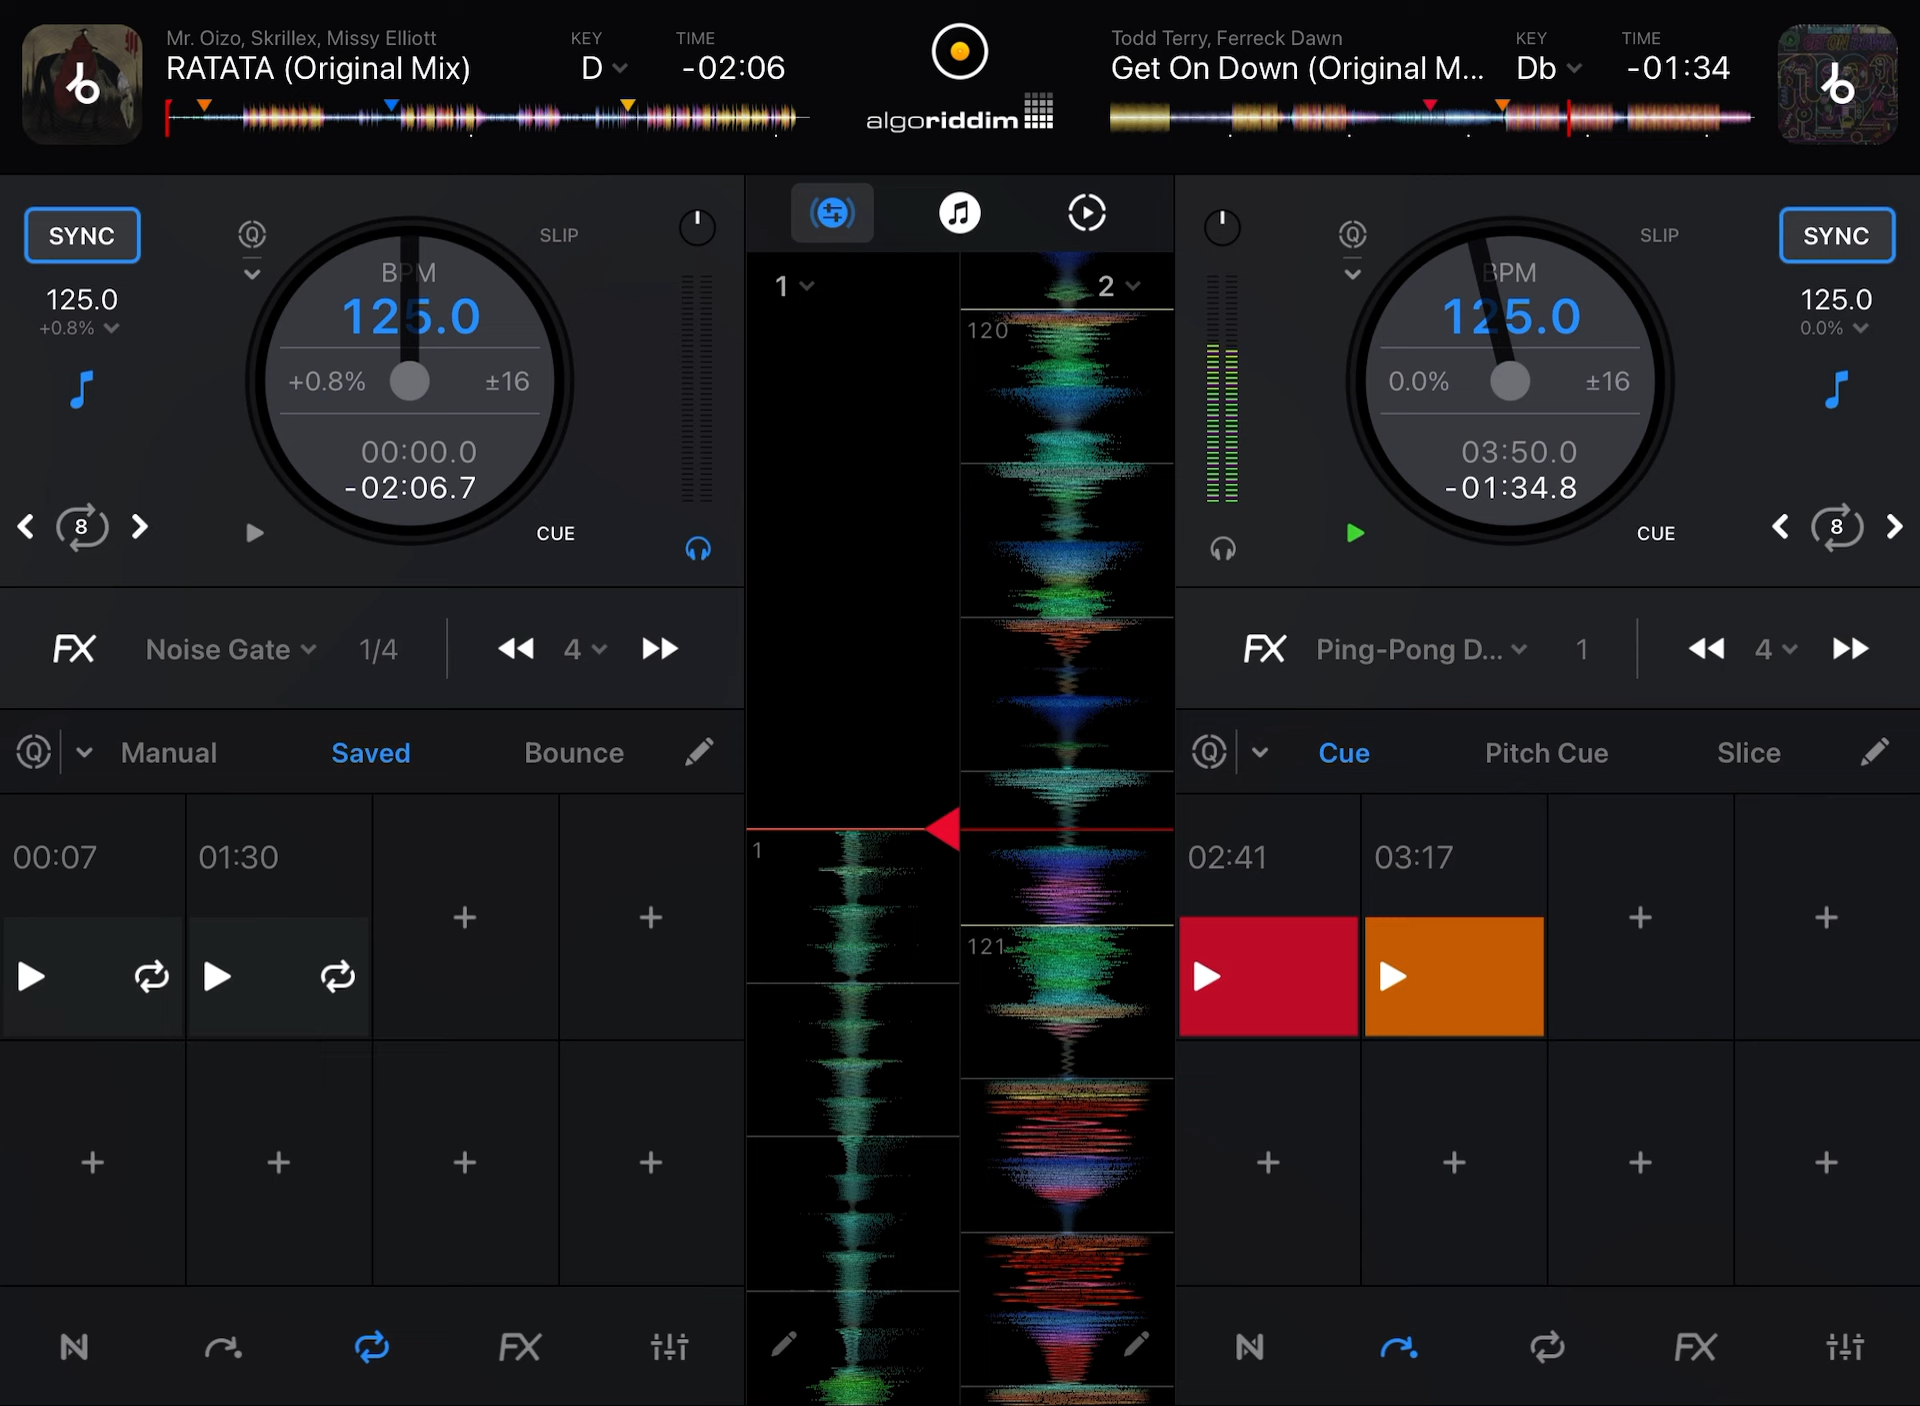 Mr. Oizo, Skrillex, Missy Elliott
RATATA (Original Mix)
KEY
D
TIME
-02:06
algoriddim
Todd Terry, Ferreck Dawn
Get On Down (Original M...
KEY
Db
TIME
-01:34
SYNC
125.0
+0.8%
8
Q
SLIP
BPM
125.0
+0.8%
±16
00:00.0
-02:06.7
CUE
1
2
120
1
121
Q
SLIP
BPM
125.0
0.0%
±16
03:50.0
-01:34.8
CUE
SYNC
125.0
0.0%
8
FX
Noise Gate
1/4
4
FX
Ping-Pong D...
1
4
Q
Manual
Saved
Bounce
Q
Cue
Pitch Cue
Slice
00:07
01:30
02:41
03:17
N
FX
N
FX